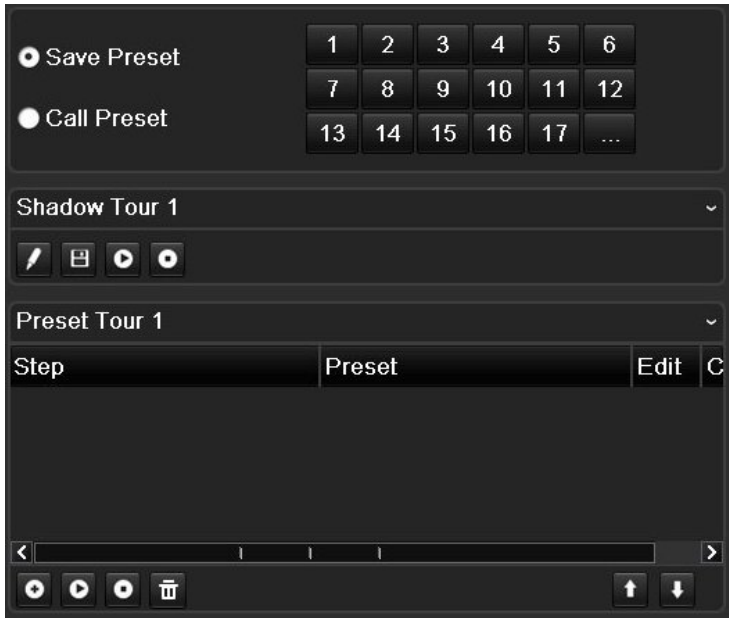 Save Preset
1 2 3 4 5 6
7 8 9 10 11 12
Call Preset
13 14 15 16 17 ...
Shadow Tour 1
Preset Tour 1
Step Preset Edit C